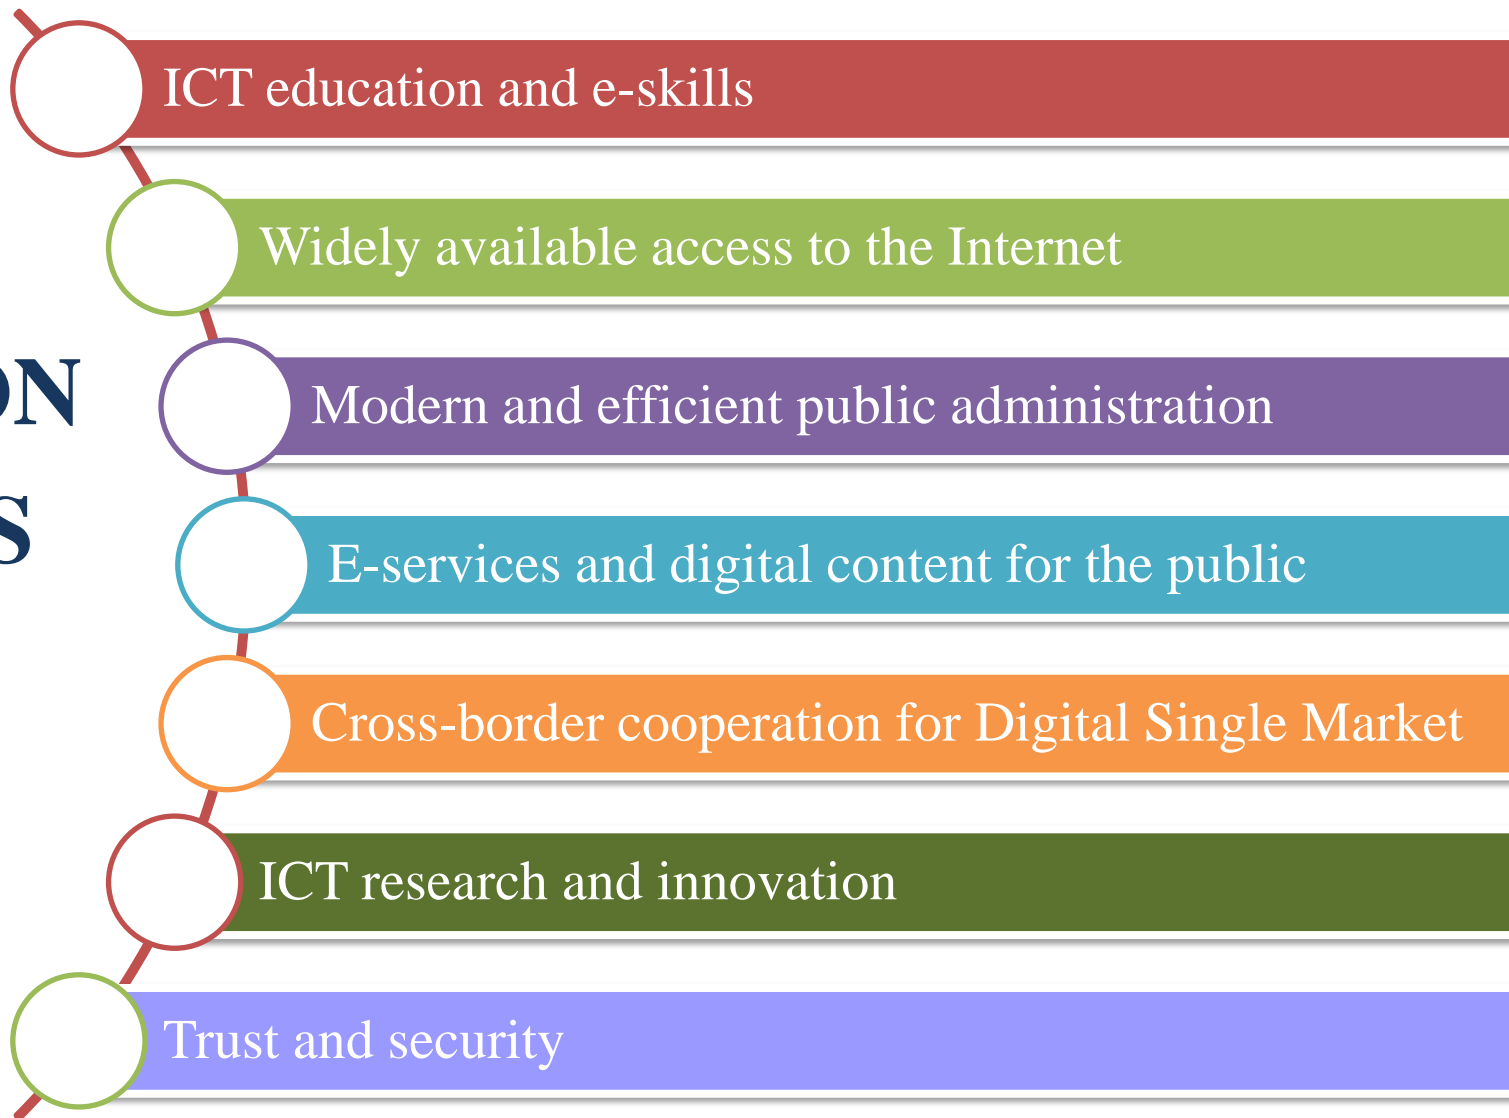 ICT education and e-skills
Widely available access to the Internet
Modern and efficient public administration
E-services and digital content for the public
Cross-border cooperation for Digital Single Market
ICT research and innovation
Trust and security